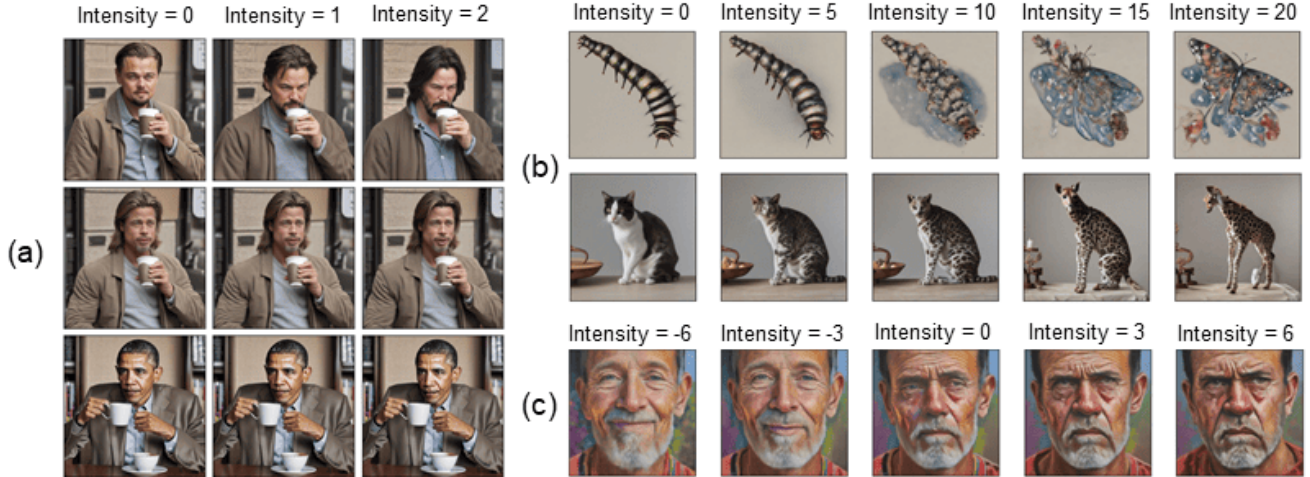 Intensity = 0 Intensity = 1 Intensity = 2
(a)
Intensity = 0 Intensity = 5 Intensity = 10 Intensity = 15 Intensity = 20
(b)
Intensity = -6 Intensity = -3 Intensity = 0 Intensity = 3 Intensity = 6
(c)